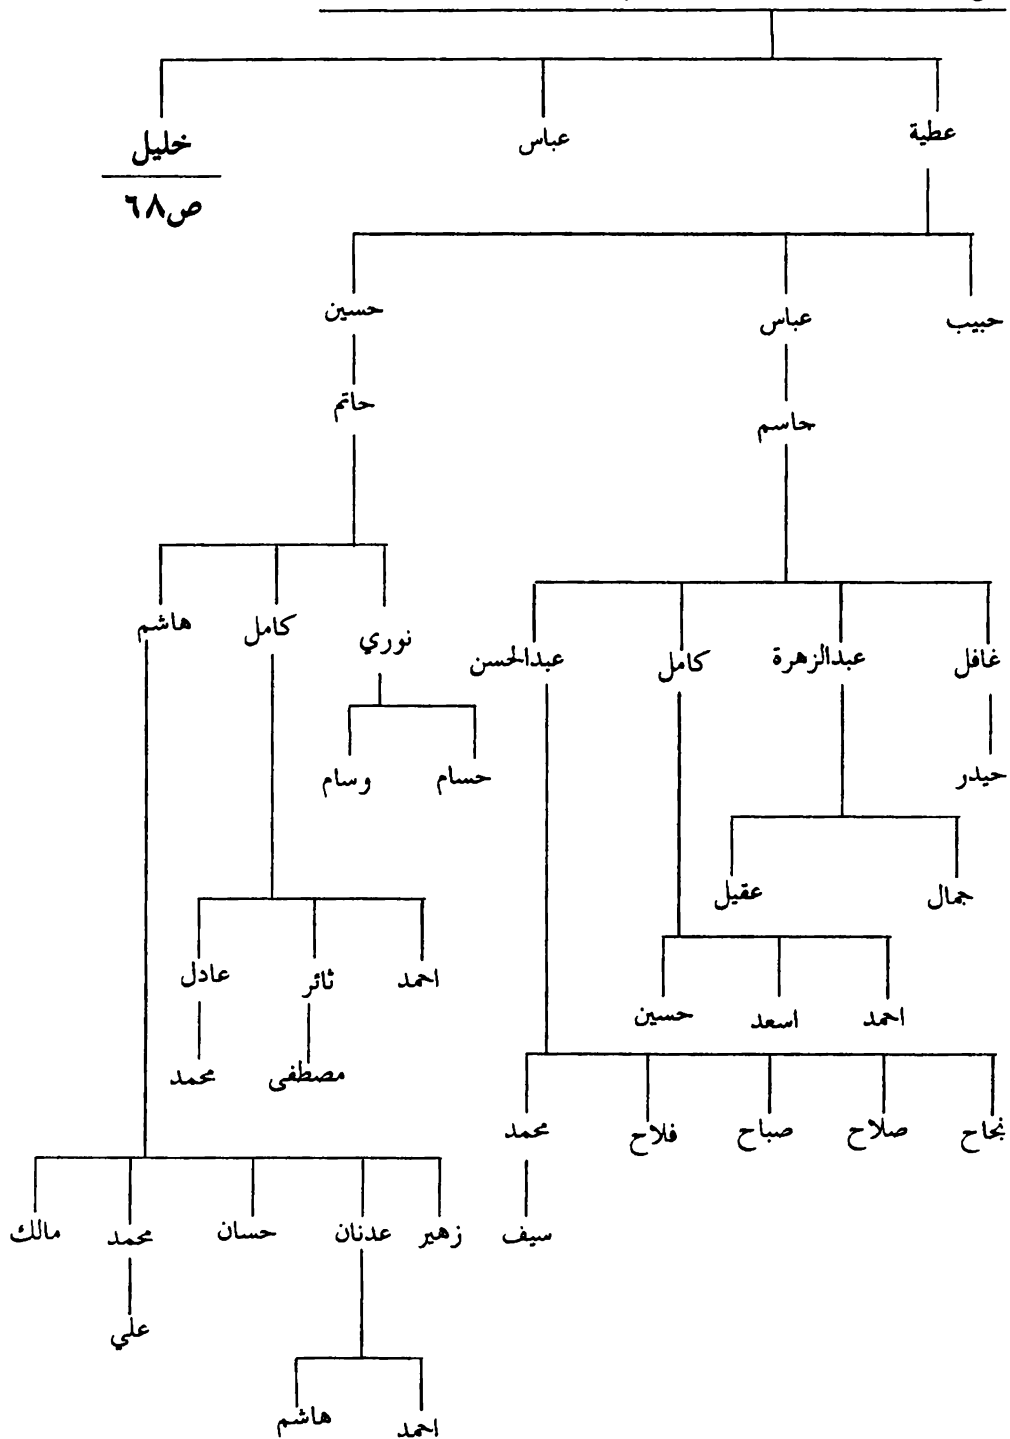 عطية
عباس
خليل
ص٦٨
حبيب
عباس
حسين
حاتم
جاسم
هاشم
كامل
نوري
غافل
عبدالزهرة
كامل
عبدالحسن
حسام
وسام
حيدر
جمال
عقيل
احمد
ثائر
عادل
احمد
اسعد
حسين
مصطفى
محمد
نجاح
صلاح
صباح
فلاح
محمد
سيف
زهير
عدنان
حسان
محمد
مالك
علي
احمد
هاشم